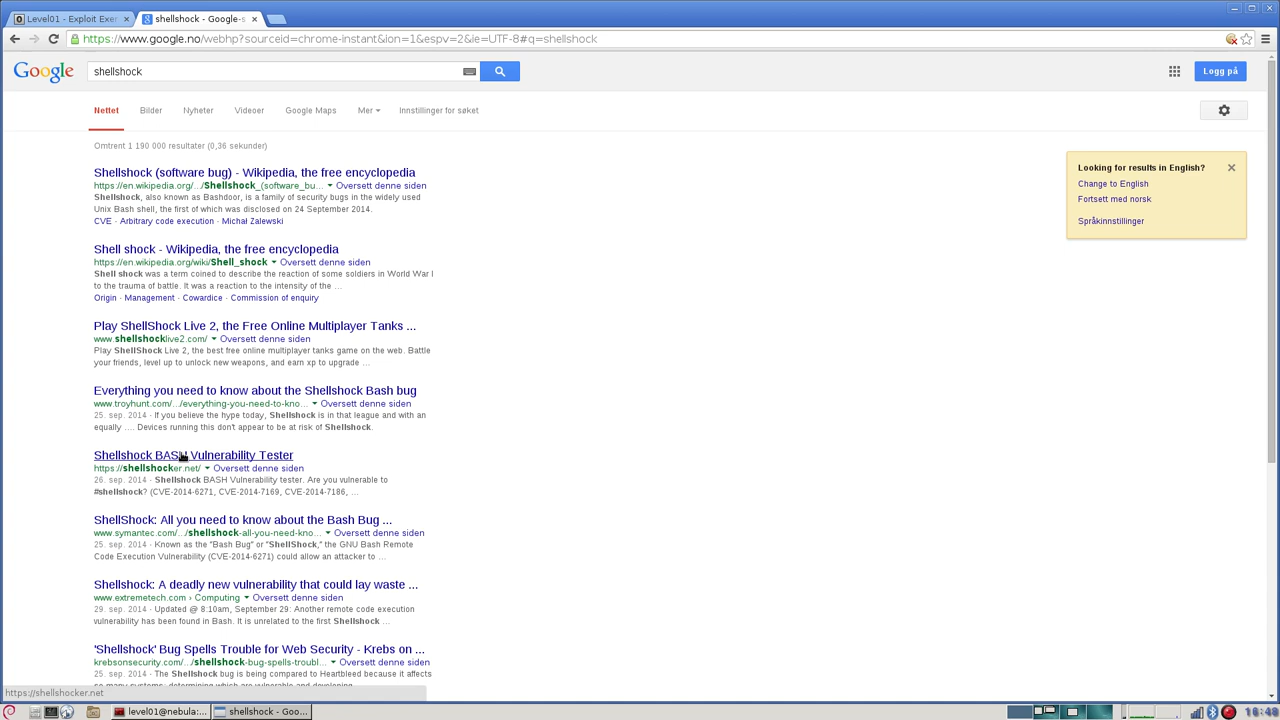 Level01 - Exploit Exe
shellshock - Google-s
https://www.google.no/webhp?sourceid=chrome-instant&ion=1&espv=2&ie=UTF-8#q=shellshock
Google
shellshock
Logg på
Nettet Bilder Nyheter Videoer Google Maps Mer Innstillinger for søket
Omtrent 1 190 000 resultater (0,36 sekunder)
Looking for results in English?
Change to English
Fortsett med norsk
Språkinnstillinger
Shellshock (software bug) - Wikipedia, the free encyclopedia
https://en.wikipedia.org/.../Shellshock_(software_bu... Oversett denne siden
Shellshock, also known as Bashdoor, is a family of security bugs in the widely used
Unix Bash shell, the first of which was disclosed on 24 September 2014.
CVE - Arbitrary code execution - Michał Zalewski
Shell shock - Wikipedia, the free encyclopedia
https://en.wikipedia.org/wiki/Shell_shock Oversett denne siden
Shell shock was a term coined to describe the reaction of some soldiers in World War I
to the trauma of battle. It was a reaction to the intensity of the ...
Origin - Management - Cowardice - Commission of enquiry
Play ShellShock Live 2, the Free Online Multiplayer Tanks ...
www.shellshocklive2.com/ Oversett denne siden
Play ShellShock Live 2, the best free online multiplayer tanks game on the web. Battle
your friends, level up to unlock new weapons, and earn xp to upgrade ...
Everything you need to know about the Shellshock Bash bug
www.troyhunt.com/.../everything-you-need-to-kno... Oversett denne siden
25. sep. 2014 - If you believe the hype today, Shellshock is in that league and with an
equally .... Devices running this don't appear to be at risk of Shellshock.
Shellshock BASH Vulnerability Tester
https://shellshocker.net/ Oversett denne siden
26. sep. 2014 - Shellshock BASH Vulnerability tester. Are you vulnerable to
#shellshock? (CVE-2014-6271, CVE-2014-7169, CVE-2014-7186, ...
ShellShock: All you need to know about the Bash Bug ...
www.symantec.com/.../shellshock-all-you-need-kno... Oversett denne siden
25. sep. 2014 - Known as the "Bash Bug" or "ShellShock," the GNU Bash Remote
Code Execution Vulnerability (CVE-2014-6271) could allow an attacker to ...
Shellshock: A deadly new vulnerability that could lay waste ...
www.extremetech.com › Computing Oversett denne siden
29. sep. 2014 - Updated @ 8:10am, September 29: Another remote code execution
vulnerability has been found in Bash. It is unrelated to the first Shellshock ...
'Shellshock' Bug Spells Trouble for Web Security - Krebs on ...
krebsonsecurity.com/.../shellshock-bug-spells-troubl... Oversett denne siden
25. sep. 2014 - The Shellshock bug is being compared to Heartbleed because it affects
so many systems; determining which are vulnerable and developing
https://shellshocker.net
level01@nebula:...
shellshock - Goo...
16:48